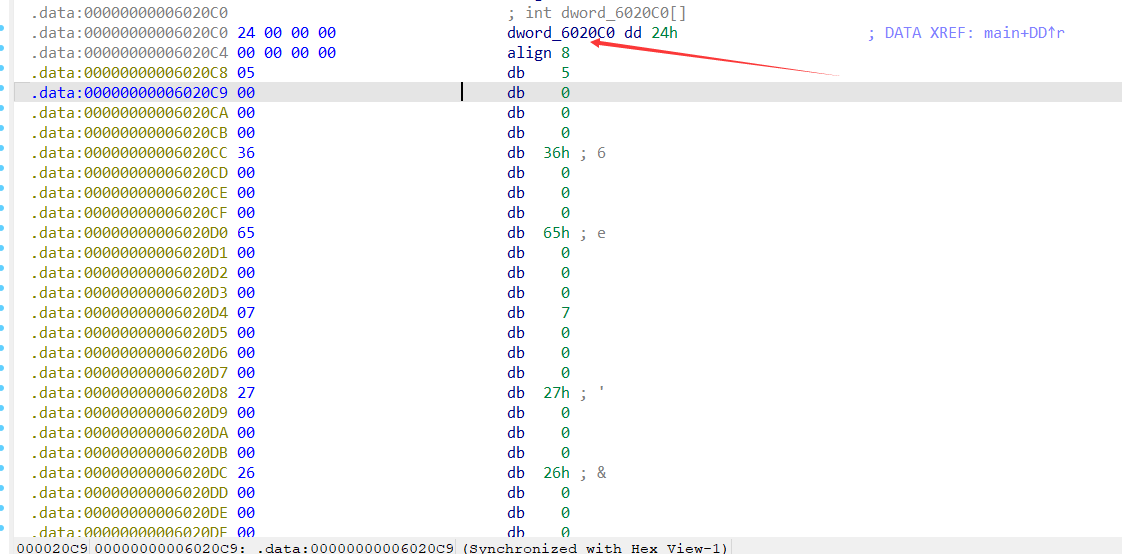 .data:00000000006020C0 ; int dword_6020C0[]
.data:00000000006020C0 24 00 00 00 dword_6020C0 dd 24h ; DATA XREF: main+DD↑r
.data:00000000006020C4 00 00 00 00 align 8
.data:00000000006020C8 05 db 5
.data:00000000006020C9 00 db 0
.data:00000000006020CA 00 db 0
.data:00000000006020CB 00 db 0
.data:00000000006020CC 36 db 36h ; 6
.data:00000000006020CD 00 db 0
.data:00000000006020CE 00 db 0
.data:00000000006020CF 00 db 0
.data:00000000006020D0 65 db 65h ; e
.data:00000000006020D1 00 db 0
.data:00000000006020D2 00 db 0
.data:00000000006020D3 00 db 0
.data:00000000006020D4 07 db 7
.data:00000000006020D5 00 db 0
.data:00000000006020D6 00 db 0
.data:00000000006020D7 00 db 0
.data:00000000006020D8 27 db 27h ; '
.data:00000000006020D9 00 db 0
.data:00000000006020DA 00 db 0
.data:00000000006020DB 00 db 0
.data:00000000006020DC 26 db 26h ; &
.data:00000000006020DD 00 db 0
.data:00000000006020DE 00 db 0
.data:00000000006020DF 00 db 0
000020C9 00000000006020C9: .data:00000000006020C9 (Synchronized with Hex View-1)